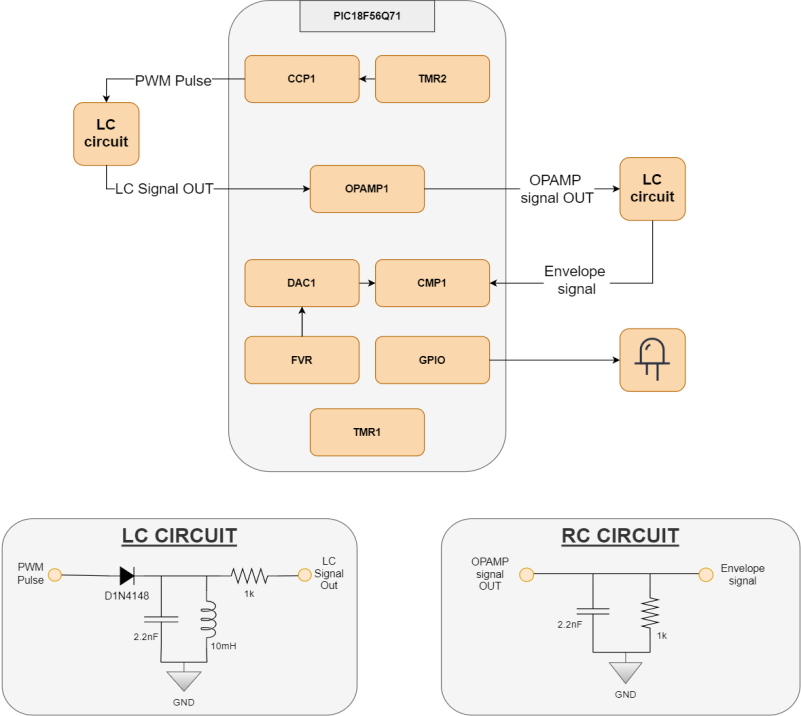 PIC18F56Q71
PWM Pulse
CCP1
TMR2
LC
circuit
LC Signal OUT
OPAMP1
OPAMP
signal OUT
LC
circuit
DAC1
CMP1
Envelope
signal
FVR
GPIO
TMR1
LC CIRCUIT
PWM
Pulse
D1N4148
2.2nF
10mH
1k
LC
Signal
Out
GND
RC CIRCUIT
OPAMP
signal
OUT
2.2nF
1k
Envelope
signal
GND